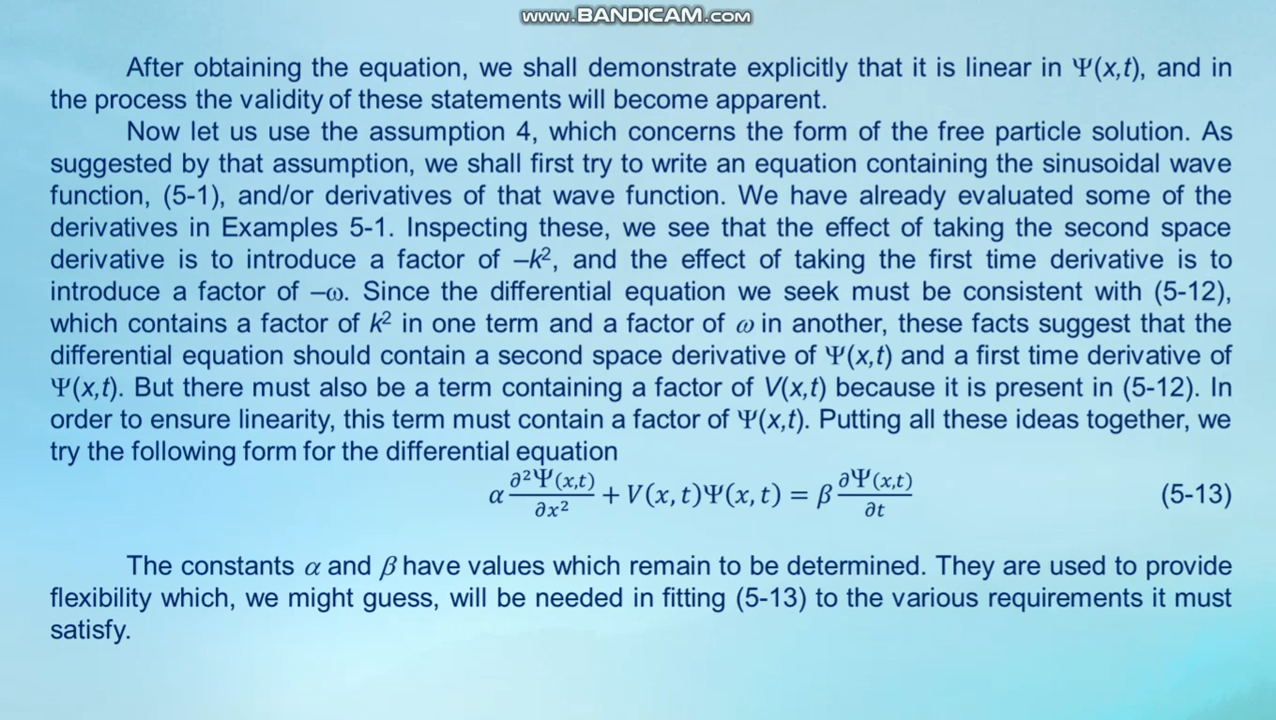 www.BANDICAM.com
After obtaining the equation, we shall demonstrate explicitly that it is linear in Ψ(x,t), and in
the process the validity of these statements will become apparent.
Now let us use the assumption 4, which concerns the form of the free particle solution. As
suggested by that assumption, we shall first try to write an equation containing the sinusoidal wave
function, (5-1), and/or derivatives of that wave function. We have already evaluated some of the
derivatives in Examples 5-1. Inspecting these, we see that the effect of taking the second space
derivative is to introduce a factor of –k², and the effect of taking the first time derivative is to
introduce a factor of –ω. Since the differential equation we seek must be consistent with (5-12),
which contains a factor of k² in one term and a factor of ω in another, these facts suggest that the
differential equation should contain a second space derivative of Ψ(x,t) and a first time derivative of
Ψ(x,t). But there must also be a term containing a factor of V(x,t) because it is present in (5-12). In
order to ensure linearity, this term must contain a factor of Ψ(x,t). Putting all these ideas together, we
try the following form for the differential equation
α ∂²Ψ(x,t)/∂x² + V(x, t)Ψ(x, t) = β ∂Ψ(x,t)/∂t (5-13)
The constants α and β have values which remain to be determined. They are used to provide
flexibility which, we might guess, will be needed in fitting (5-13) to the various requirements it must
satisfy.